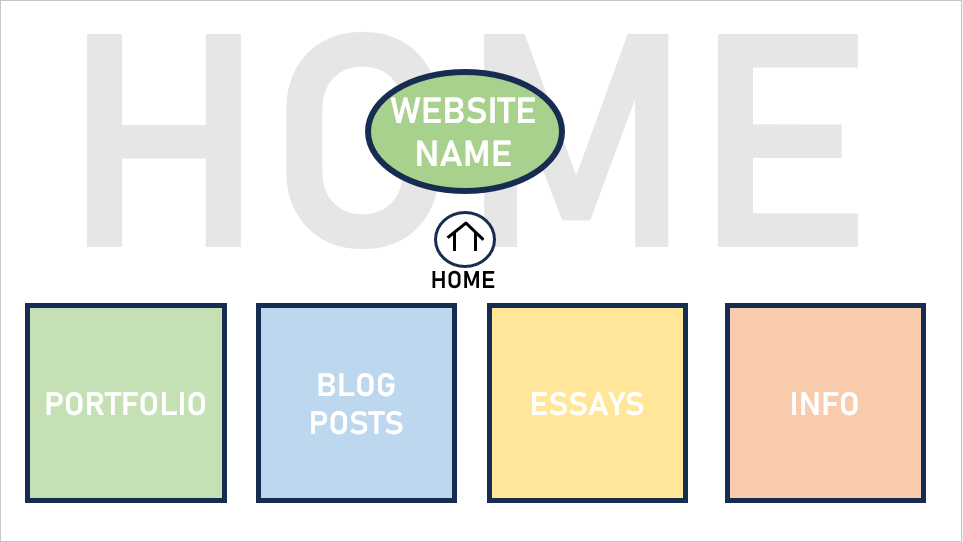 HOME
WEBSITE
NAME
HOME
PORTFOLIO
BLOG
POSTS
ESSAYS
INFO